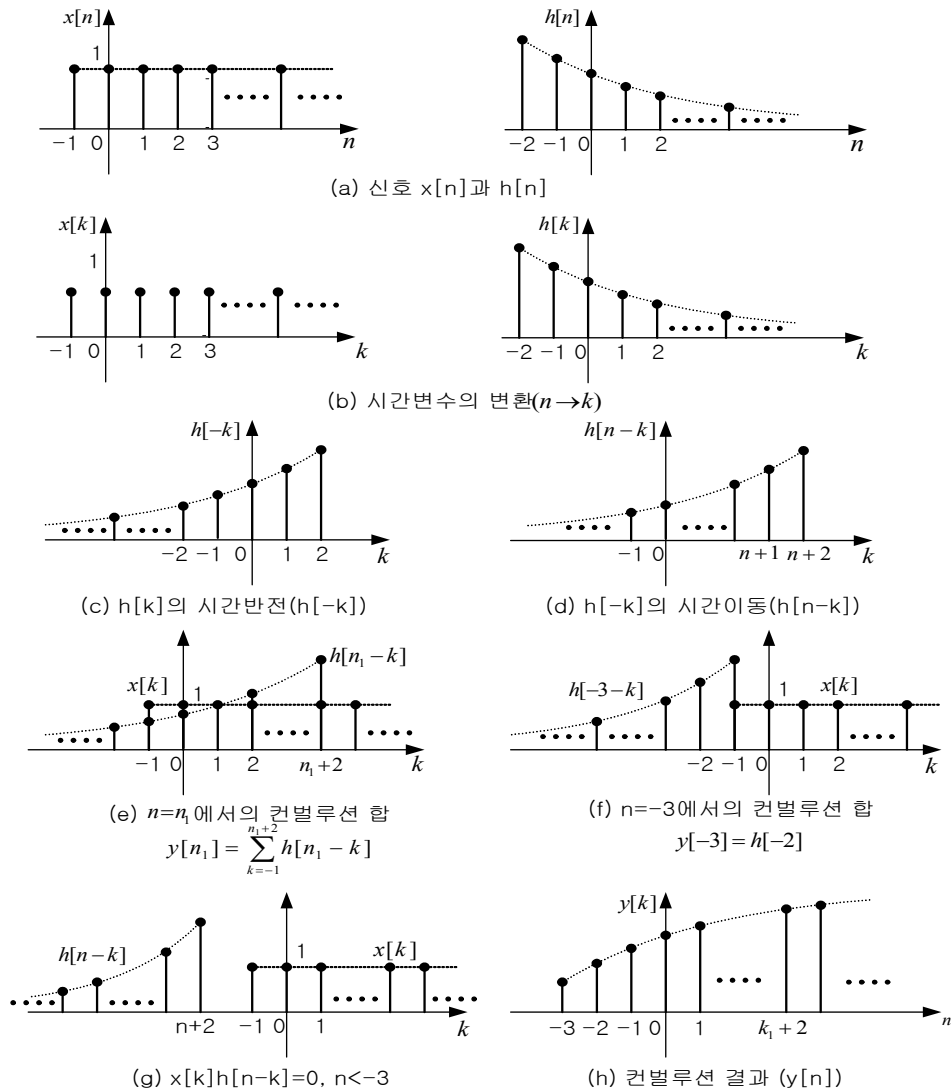 x[n] h[n]
1
-1 0 1 2 3 n -2 -1 0 1 2 n
(a) 신호 x[n]과 h[n]
x[k] h[k]
1
-1 0 1 2 3 k -2 -1 0 1 2 k
(b) 시간변수의 변환(n→k)
h[-k] h[n-k]
-2 -1 0 1 2 k -1 0 n+1 n+2 k
(c) h[k]의 시간반전(h[-k])
(d) h[-k]의 시간이동(h[n-k])
x[k] 1 h[n₁-k]
-1 0 1 2 n₁+2 k
h[-3-k] 1 x[k]
-2 -1 0 1 2 k
(e) n=n₁에서의 컨벌루션 합
y[n₁] = ∑_{k=-1}^{n₁+2} h[n₁-k]
(f) n=-3에서의 컨벌루션 합
y[-3]=h[-2]
h[n-k] 1 x[k]
n+2 -1 0 1 k
y[k]
-3 -2 -1 0 1 k₁+2 n
(g) x[k]h[n-k]=0, n<-3
(h) 컨벌루션 결과 (y[n])